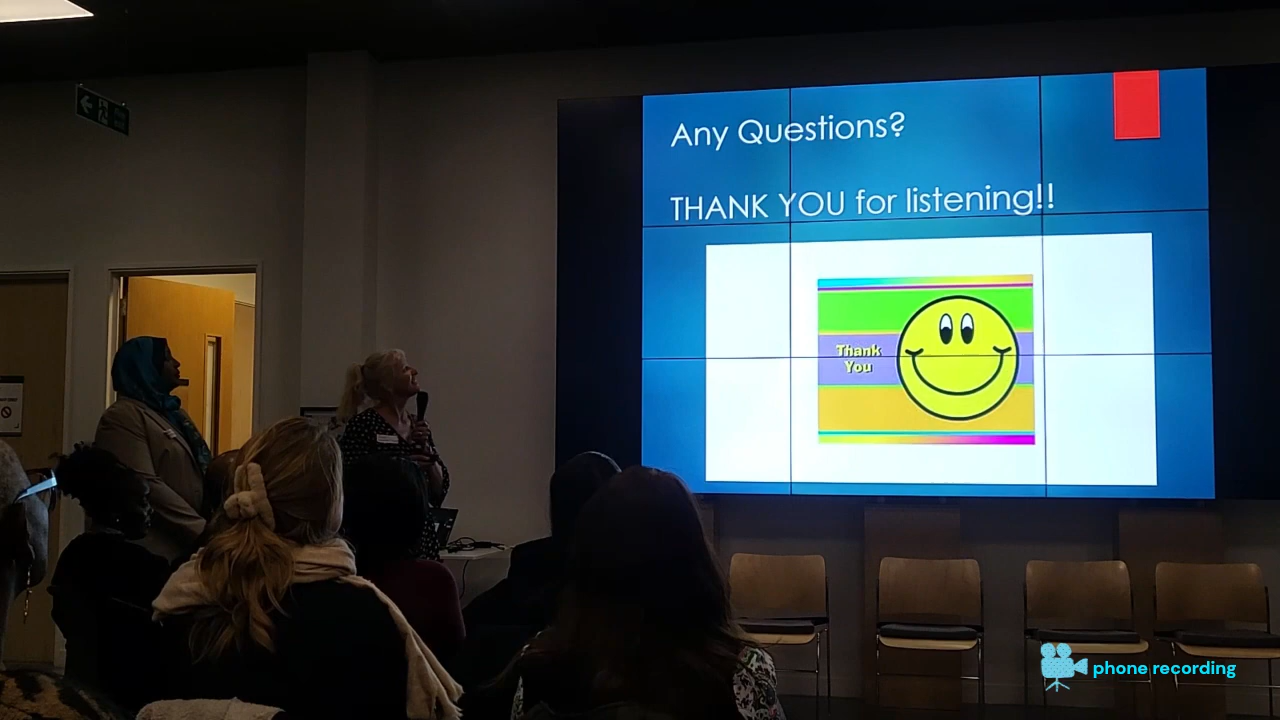 Any Questions?
THANK YOU for listening!!
Thank
You
phone recording